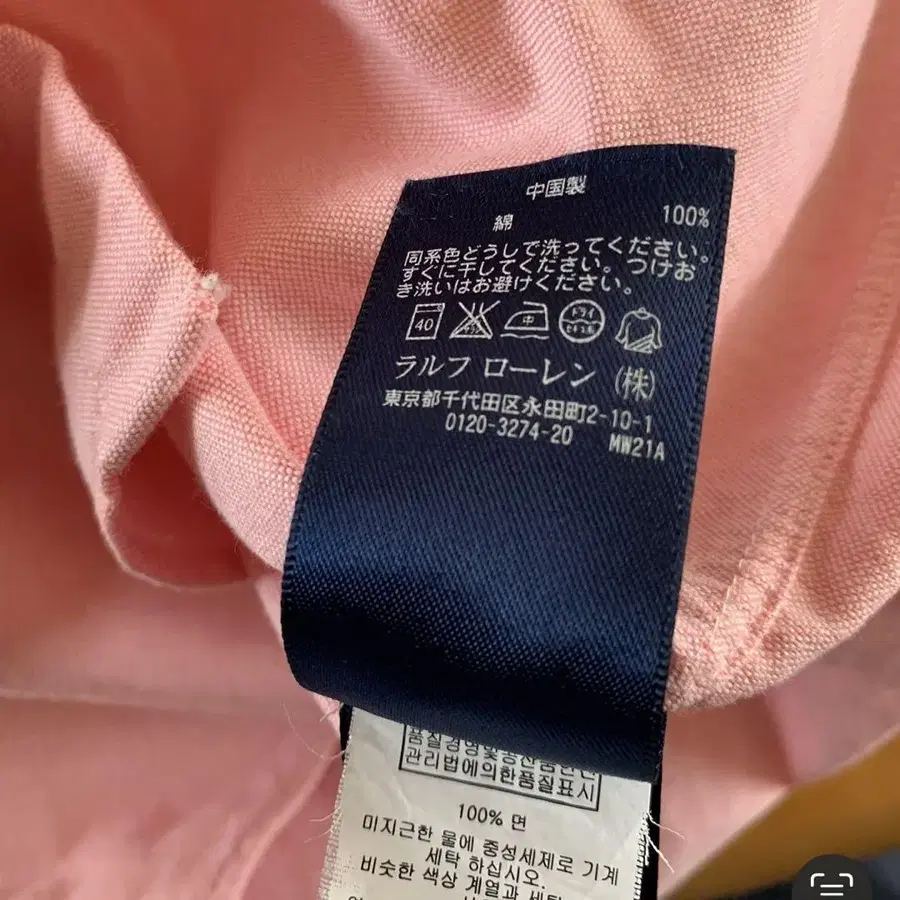 中国製
綿 100%
同系色どうしで洗ってください。
すぐに干してください。つけお
き洗いはお避けください。
40 中 ドライ
ラルフ ローレン (株)
東京都千代田区永田町2-10-1
0120-3274-20 MW21A
관리법에의한품질표시
100% 면
미지근한 물에 중성세제로 기계
세탁 하십시오.
비슷한 색상 계열과 세탁